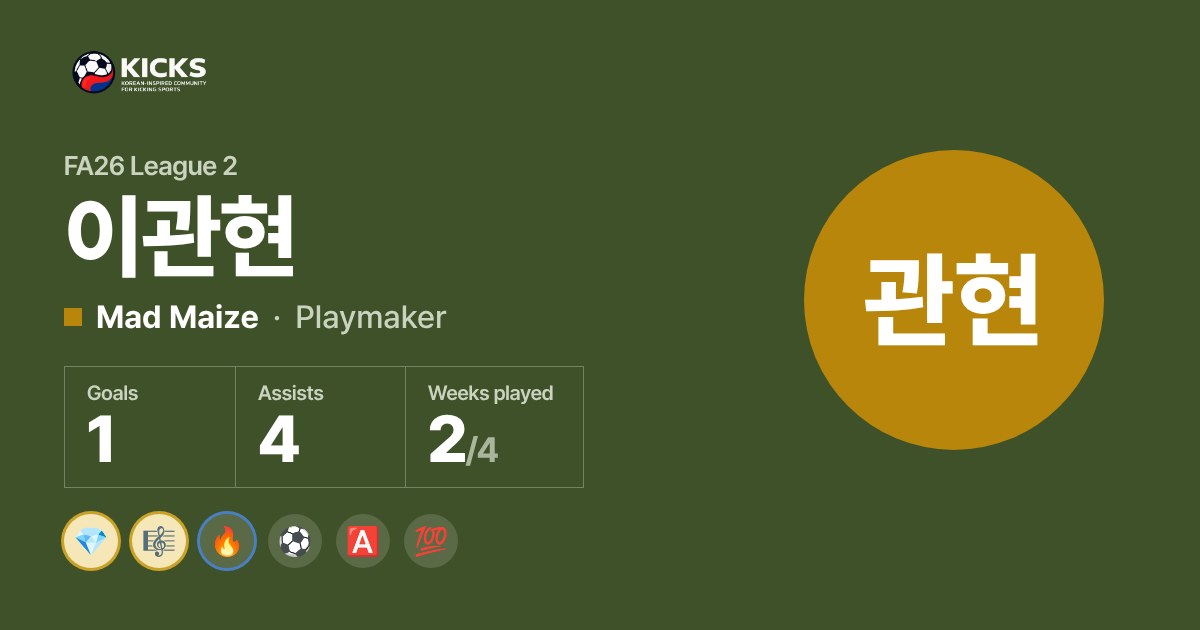 KICKS
KOREAN-INSPIRED COMMUNITY
FOR KICKING SPORTS
FA26 League 2
이관현
Mad Maize · Playmaker
관현
Goals
1
Assists
4
Weeks played
2/4
💎 🎼 🔥 ⚽ 🅰 💯